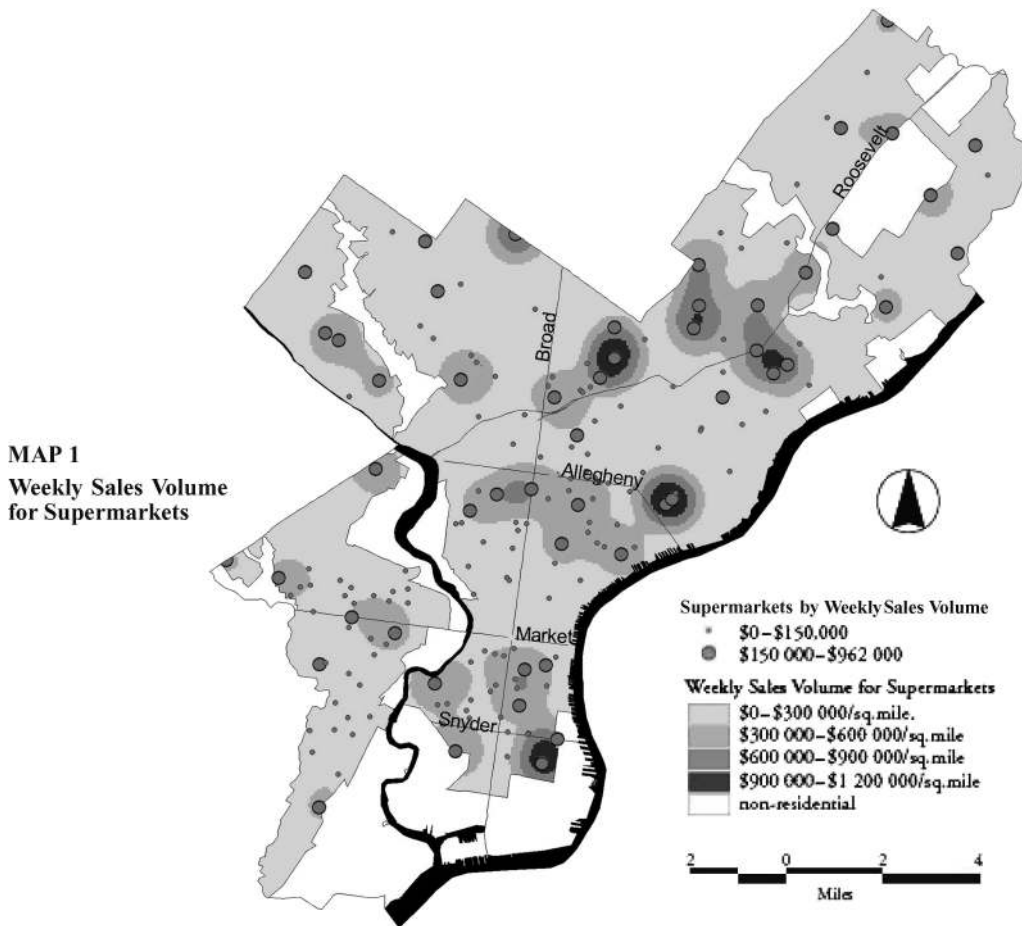 Roosevelt
Broad
MAP 1
Weekly Sales Volume
for Supermarkets
Allegheny
Market
Snyder
Supermarkets by Weekly Sales Volume
$0–$150,000
$150 000–$962 000
Weekly Sales Volume for Supermarkets
$0–$300 000/sq.mile.
$300 000–$600 000/sq.mile
$600 000–$900 000/sq.mile
$900 000–$1 200 000/sq.mile
non-residential
2 0 2 4
Miles